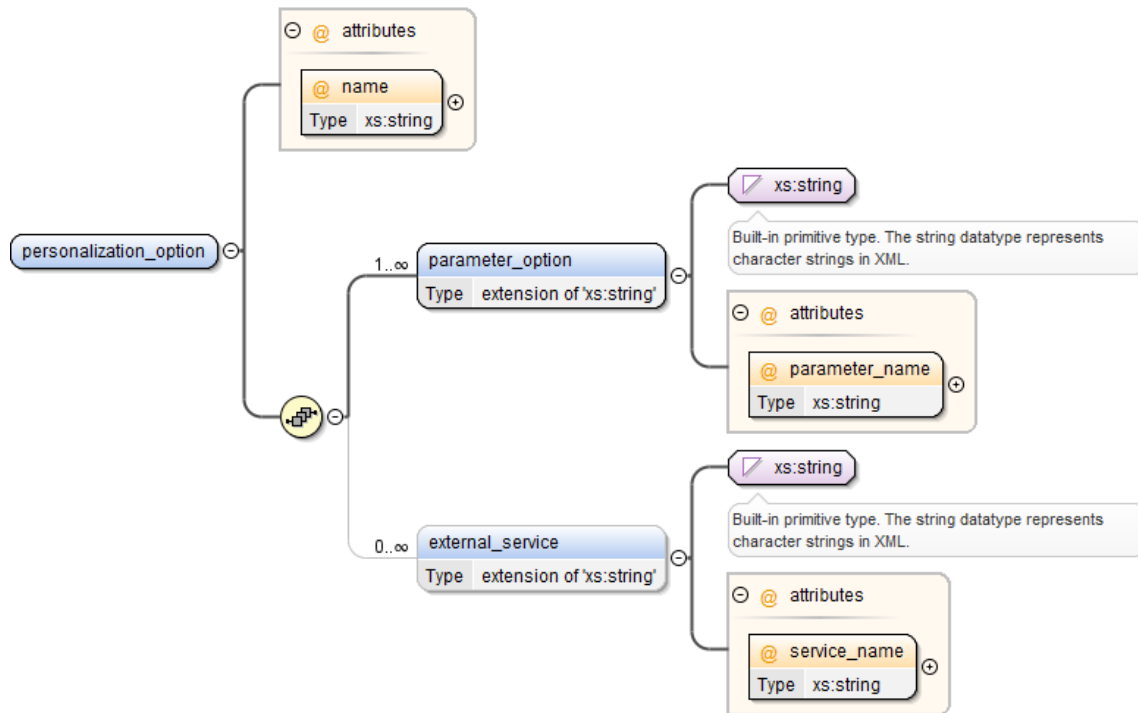 @ attributes
@ name
Type xs:string
personalization_option
1..∞
parameter_option
Type extension of 'xs:string'
xs:string
Built-in primitive type. The string datatype represents
character strings in XML.
@ attributes
@ parameter_name
Type xs:string
0..∞
external_service
Type extension of 'xs:string'
xs:string
Built-in primitive type. The string datatype represents
character strings in XML.
@ attributes
@ service_name
Type xs:string